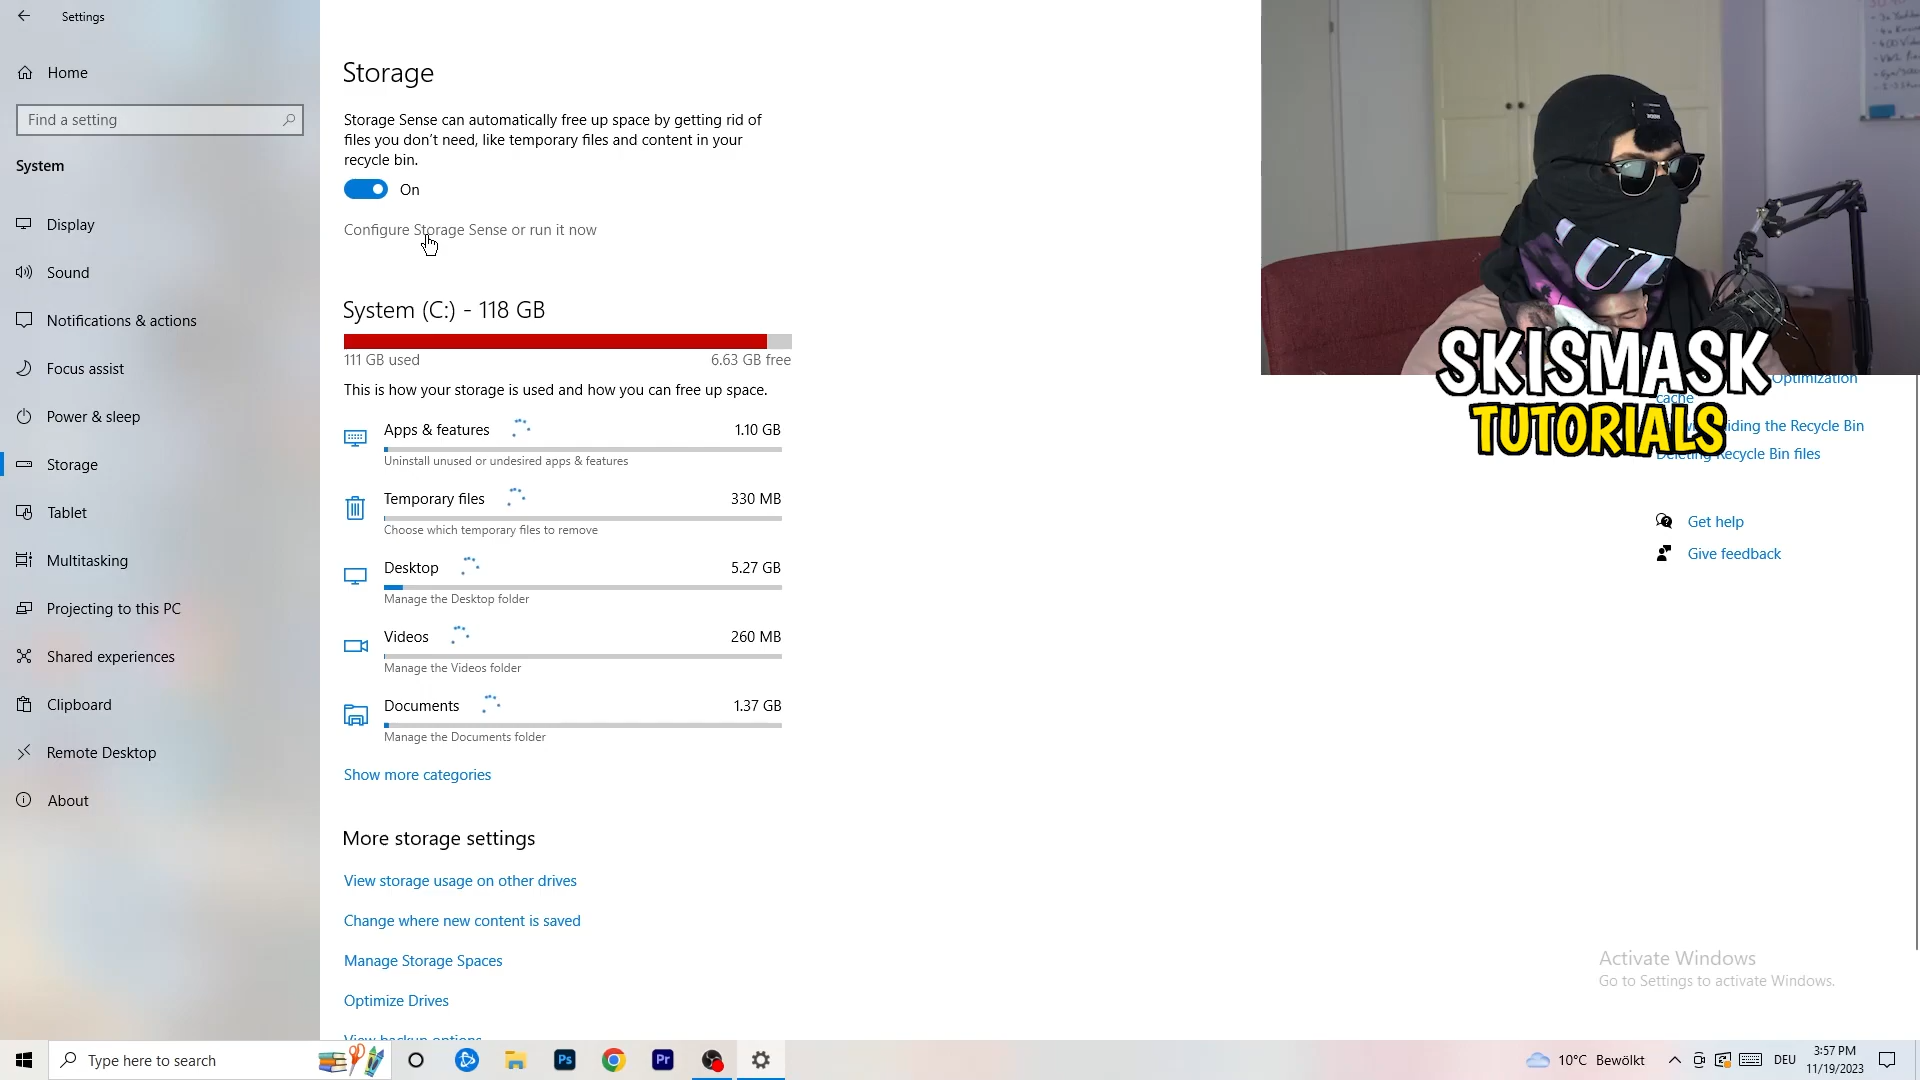 Settings
Home
Find a setting
System
Display
Sound
Notifications & actions
Focus assist
Power & sleep
Storage
Tablet
Multitasking
Projecting to this PC
Shared experiences
Clipboard
Remote Desktop
About
Storage
Storage Sense can automatically free up space by getting rid of
files you don't need, like temporary files and content in your
recycle bin.
On
Configure Storage Sense or run it now
System (C:) - 118 GB
111 GB used
6.63 GB free
This is how your storage is used and how you can free up space.
Apps & features
1.10 GB
Uninstall unused or undesired apps & features
Temporary files
330 MB
Choose which temporary files to remove
Desktop
5.27 GB
Manage the Desktop folder
Videos
260 MB
Manage the Videos folder
Documents
1.37 GB
Manage the Documents folder
Show more categories
More storage settings
View storage usage on other drives
Change where new content is saved
Manage Storage Spaces
Optimize Drives
View backup options
SKISMASK
TUTORIALS
Optimization
cache
the Recycle Bin
Recycle Bin files
Get help
Give feedback
Activate Windows
Go to Settings to activate Windows.
Type here to search
Ps
Pr
10°C Bewölkt
DEU
3:57 PM
11/19/2023